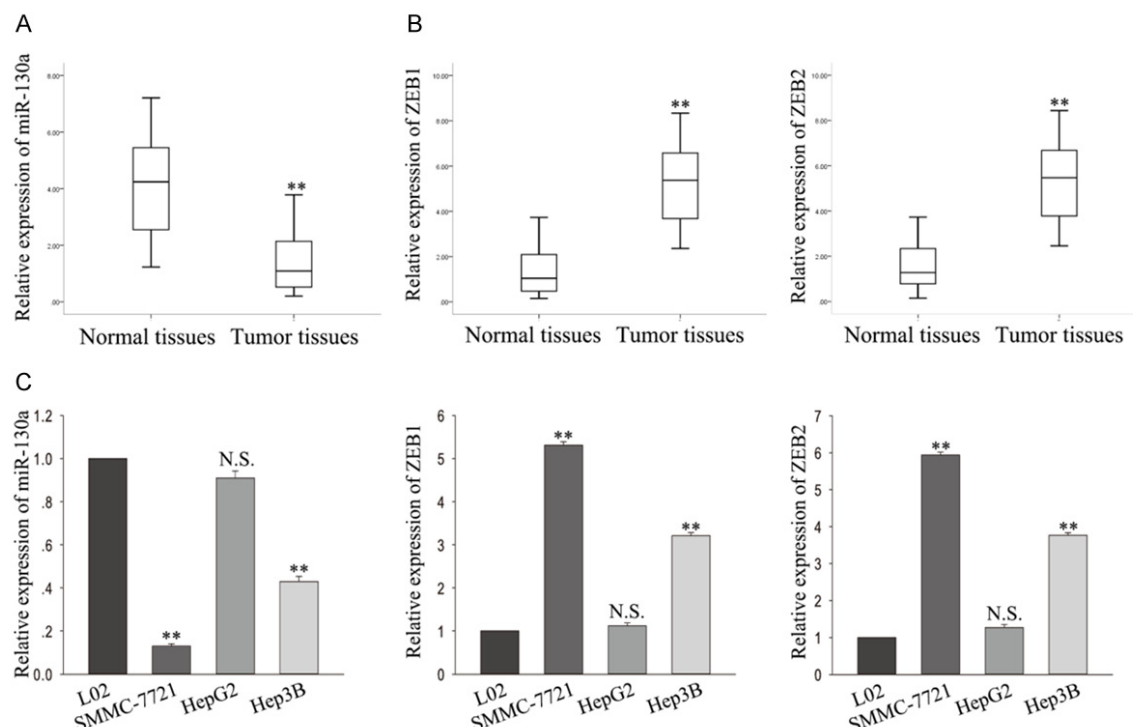 A
B
Relative expression of miR-130a
8.00
6.00
4.00
2.00
.00
**
Normal tissues
Tumor tissues
Relative expression of ZEB1
10.00
8.00
6.00
4.00
2.00
.00
**
Normal tissues
Tumor tissues
Relative expression of ZEB2
10.00
8.00
6.00
4.00
2.00
.00
**
Normal tissues
Tumor tissues
C
Relative expression of miR-130a
1.2
1.0
.8
.6
.4
.2
0.0
**
N.S.
**
L02
SMMC-7721
HepG2
Hep3B
Relative expression of ZEB1
6
5
4
3
2
1
0
**
N.S.
**
L02
SMMC-7721
HepG2
Hep3B
Relative expression of ZEB2
7
6
5
4
3
2
1
0
**
N.S.
**
L02
SMMC-7721
HepG2
Hep3B